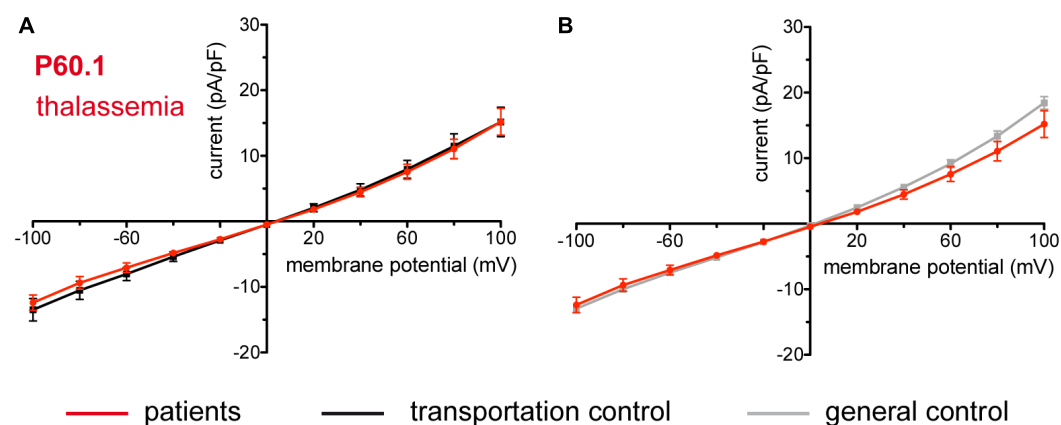 A
P60.1
thalassemia
current (pA/pF)
30
20
10
-10
-20
-100
-60
20
60
100
membrane potential (mV)
B
current (pA/pF)
30
20
10
-10
-20
-100
-60
20
60
100
membrane potential (mV)
patients
transportation control
general control